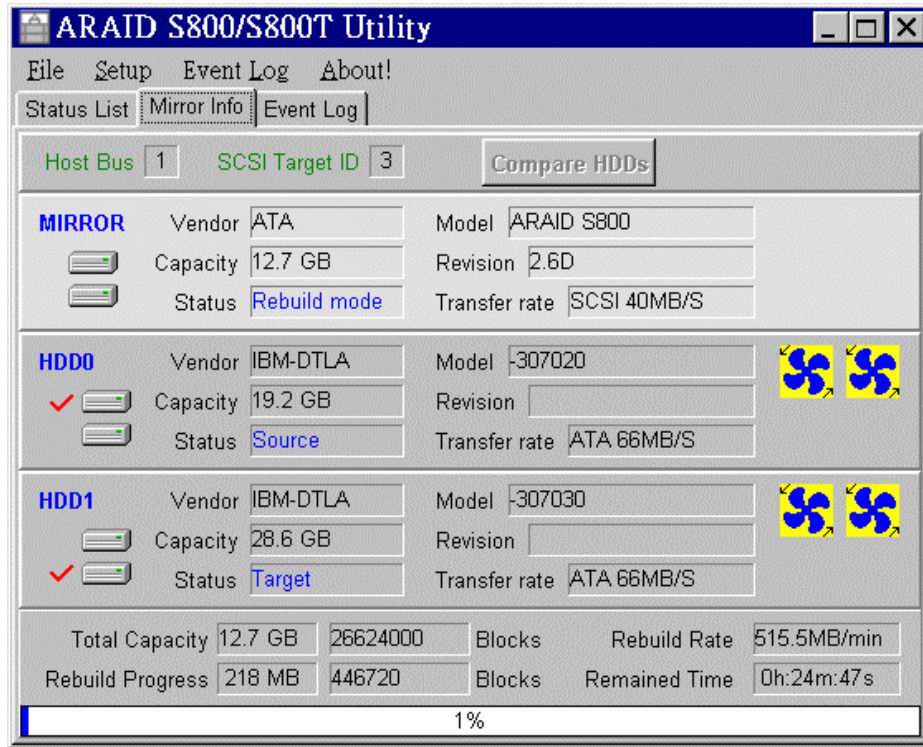 ARAID S800/S800T Utility
File Setup Event Log About!
Status List Mirror Info Event Log
Host Bus 1 SCSI Target ID 3 Compare HDDs
MIRROR Vendor ATA Model ARAID S800
Capacity 12.7 GB Revision 2.6D
Status Rebuild mode Transfer rate SCSI 40MB/S
HDD0 Vendor IBM-DTLA Model -307020
Capacity 19.2 GB Revision
Status Source Transfer rate ATA 66MB/S
HDD1 Vendor IBM-DTLA Model -307030
Capacity 28.6 GB Revision
Status Target Transfer rate ATA 66MB/S
Total Capacity 12.7 GB 26624000 Blocks Rebuild Rate 515.5MB/min
Rebuild Progress 218 MB 446720 Blocks Remained Time 0h:24m:47s
1%